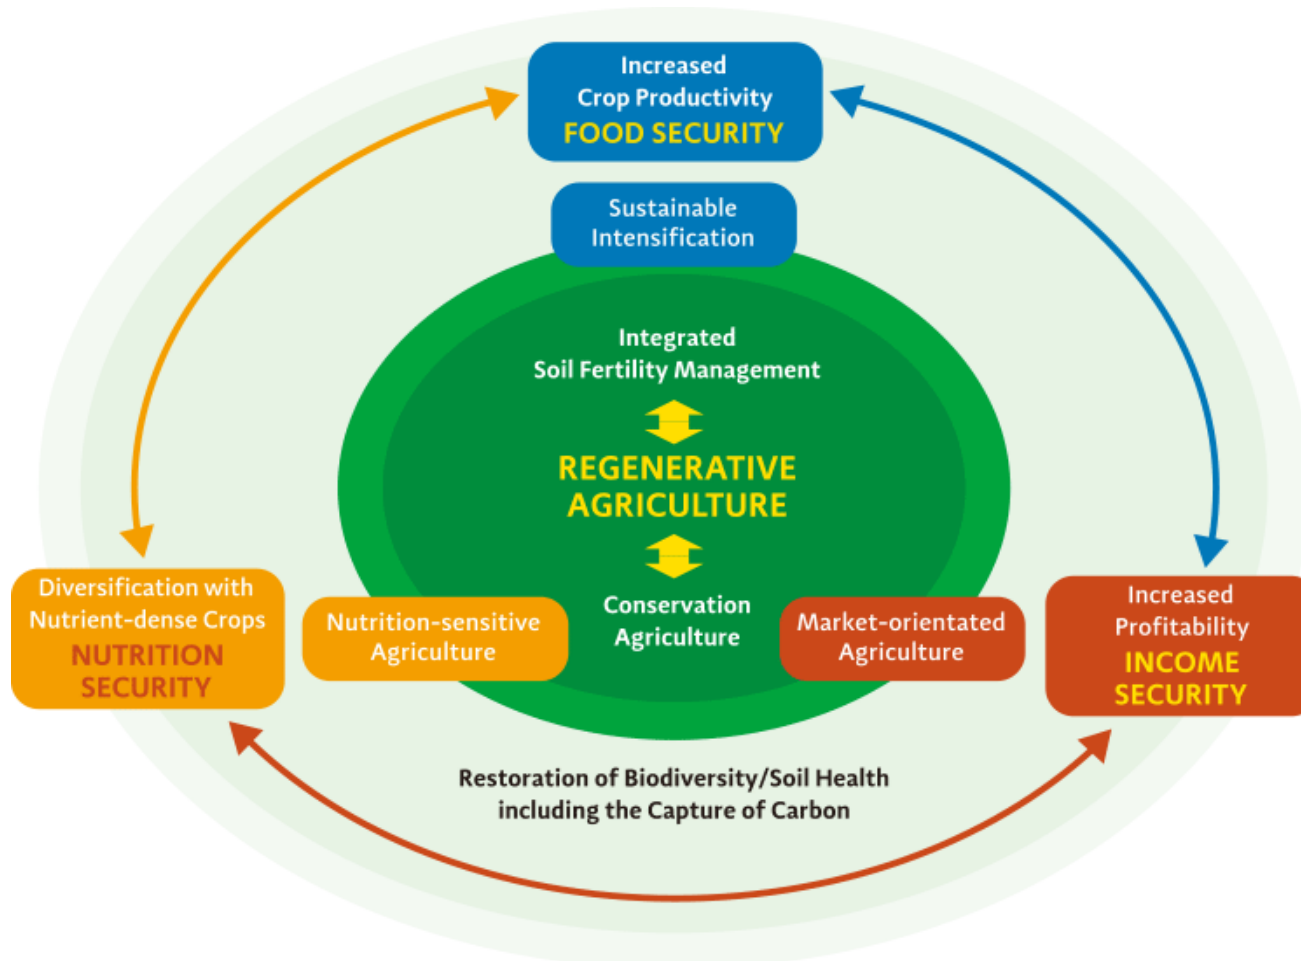 Increased
Crop Productivity
FOOD SECURITY
Sustainable
Intensification
Integrated
Soil Fertility Management
REGENERATIVE
AGRICULTURE
Conservation
Agriculture
Diversification with
Nutrient-dense Crops
NUTRITION
SECURITY
Nutrition-sensitive
Agriculture
Market-orientated
Agriculture
Increased
Profitability
INCOME
SECURITY
Restoration of Biodiversity/Soil Health
including the Capture of Carbon